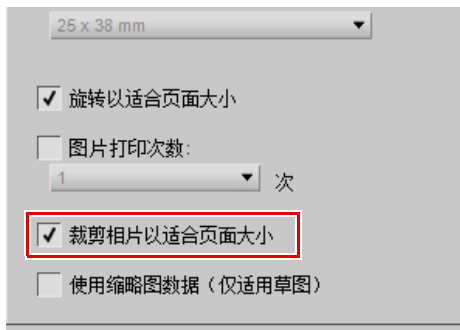 25 x 38 mm
旋转以适合页面大小
图片打印次数:
1 次
裁剪相片以适合页面大小
使用缩略图数据（仅适用草图）